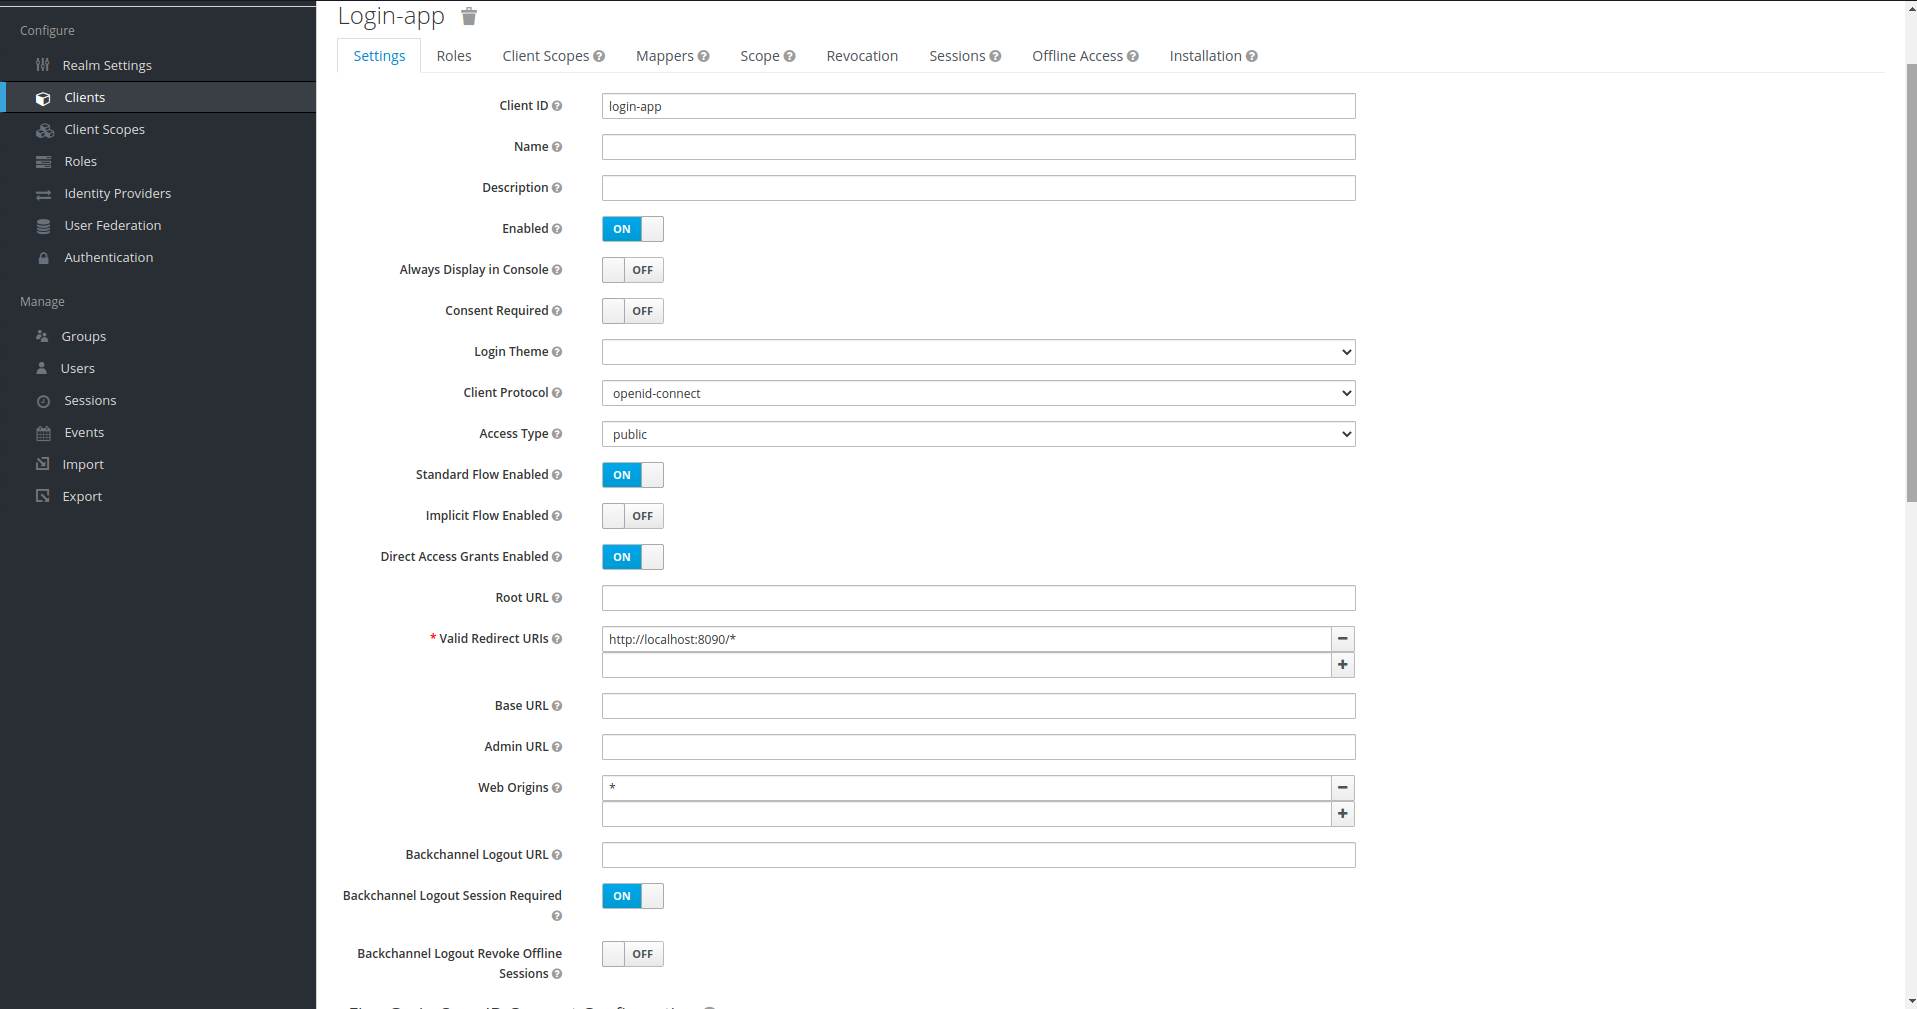 Configure
Realm Settings
Clients
Client Scopes
Roles
Identity Providers
User Federation
Authentication
Manage
Groups
Users
Sessions
Events
Import
Export
Login-app
Settings Roles Client Scopes Mappers Scope Revocation Sessions Offline Access Installation
Client ID login-app
Name
Description
Enabled ON
Always Display in Console OFF
Consent Required OFF
Login Theme
Client Protocol openid-connect
Access Type public
Standard Flow Enabled ON
Implicit Flow Enabled OFF
Direct Access Grants Enabled ON
Root URL
* Valid Redirect URIs http://localhost:8090/*
Base URL
Admin URL
Web Origins *
Backchannel Logout URL
Backchannel Logout Session Required ON
Backchannel Logout Revoke Offline OFF
Sessions